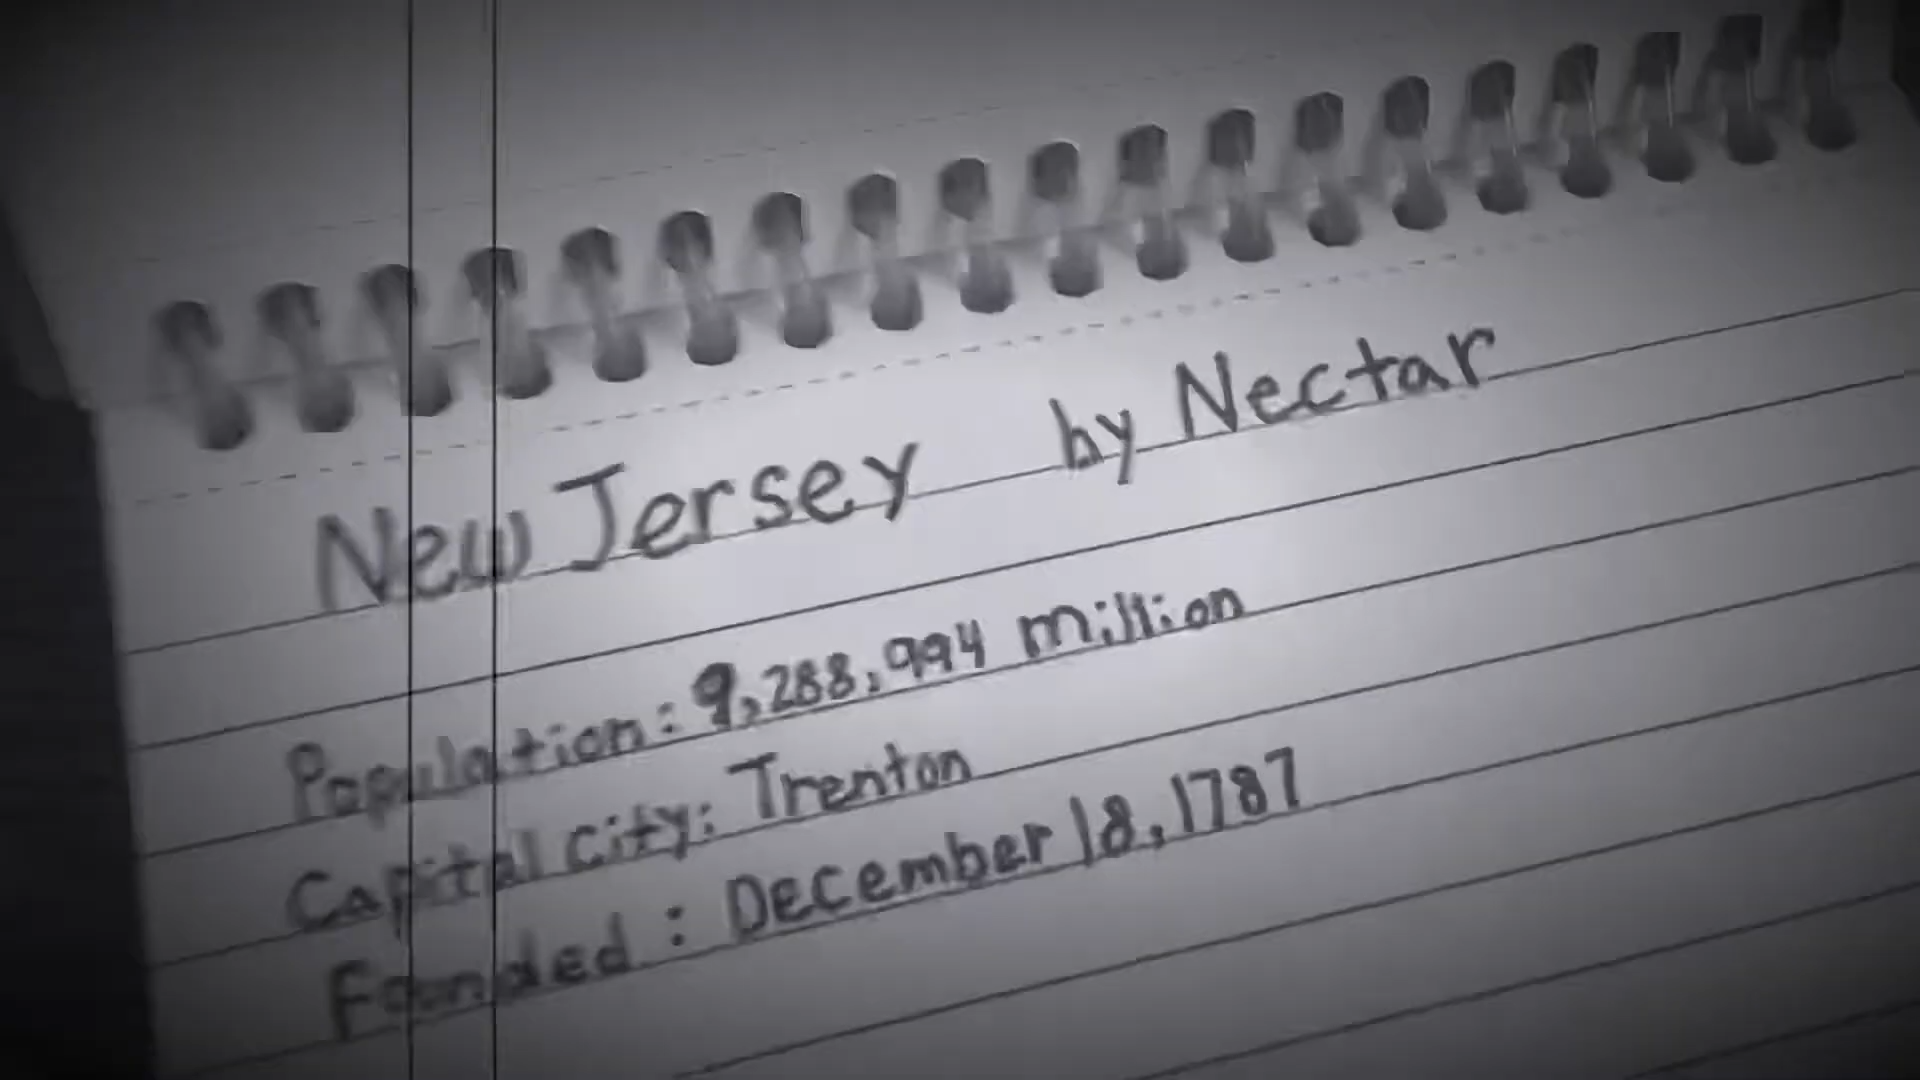 New Jersey by Nectar
Population: 9,288,994 million
Capital city: Trenton
Founded: December 18, 1787